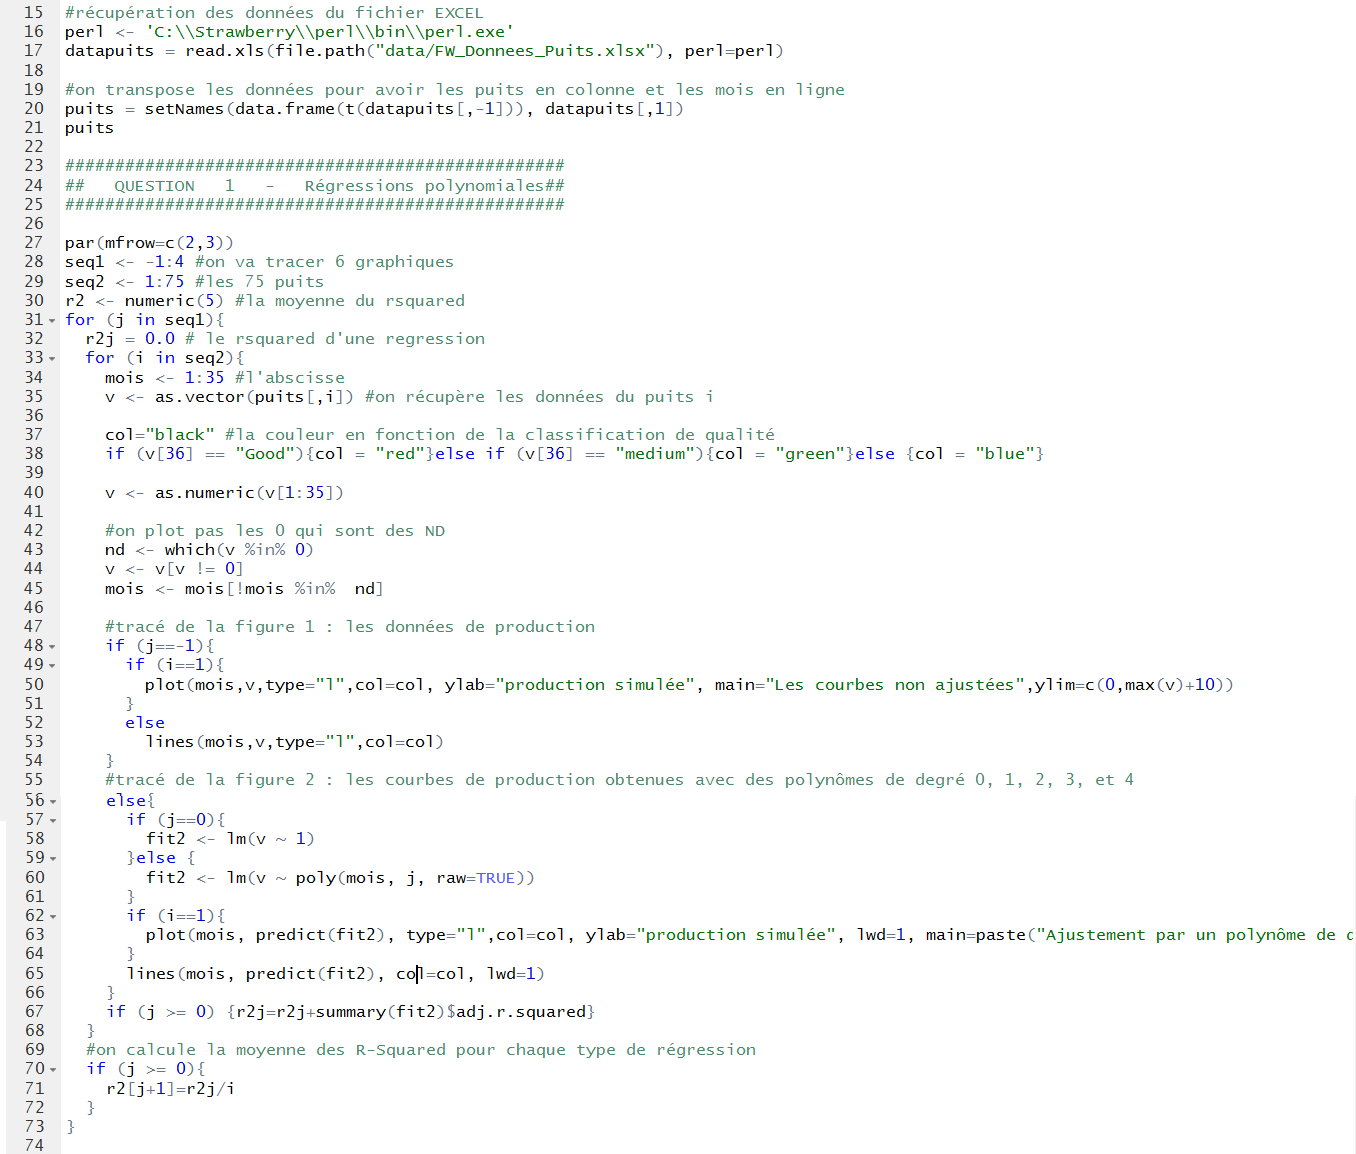 15 #récupération des données du fichier EXCEL
16 perl <- 'C:\\Strawberry\\perl\\bin\\perl.exe'
17 datapuits = read.xls(file.path("data/FW_Donnees_Puits.xlsx"), perl=perl)
18
19 #on transpose les données pour avoir les puits en colonne et les mois en ligne
20 puits = setNames(data.frame(t(datapuits[,-1])), datapuits[,1])
21 puits
22
23 ##################################################
24 ##   QUESTION   1   -   Régressions polynomiales##
25 ##################################################
26
27 par(mfrow=c(2,3))
28 seq1 <- -1:4 #on va tracer 6 graphiques
29 seq2 <- 1:75 #les 75 puits
30 r2 <- numeric(5) #la moyenne du rsquared
31 for (j in seq1){
32   r2j = 0.0 # le rsquared d'une regression
33   for (i in seq2){
34     mois <- 1:35 #l'abscisse
35     v <- as.vector(puits[,i]) #on récupère les données du puits i
36
37     col="black" #la couleur en fonction de la classification de qualité
38     if (v[36] == "Good"){col = "red"}else if (v[36] == "medium"){col = "green"}else {col = "blue"}
39
40     v <- as.numeric(v[1:35])
41
42     #on plot pas les 0 qui sont des ND
43     nd <- which(v %in% 0)
44     v <- v[v != 0]
45     mois <- mois[!mois %in%  nd]
46
47     #tracé de la figure 1 : les données de production
48     if (j==-1){
49       if (i==1){
50         plot(mois,v,type="l",col=col, ylab="production simulée", main="Les courbes non ajustées",ylim=c(0,max(v)+10))
51       }
52       else
53         lines(mois,v,type="l",col=col)
54     }
55     #tracé de la figure 2 : les courbes de production obtenues avec des polynômes de degré 0, 1, 2, 3, et 4
56     else{
57       if (j==0){
58         fit2 <- lm(v ~ 1)
59       }else {
60         fit2 <- lm(v ~ poly(mois, j, raw=TRUE))
61       }
62       if (i==1){
63         plot(mois, predict(fit2), type="l",col=col, ylab="production simulée", lwd=1, main=paste("Ajustement par un polynôme de
64       }
65       lines(mois, predict(fit2), col=col, lwd=1)
66     }
67     if (j >= 0) {r2j=r2j+summary(fit2)$adj.r.squared}
68   }
69   #on calcule la moyenne des R-Squared pour chaque type de régression
70   if (j >= 0){
71     r2[j+1]=r2j/i
72   }
73 }
74